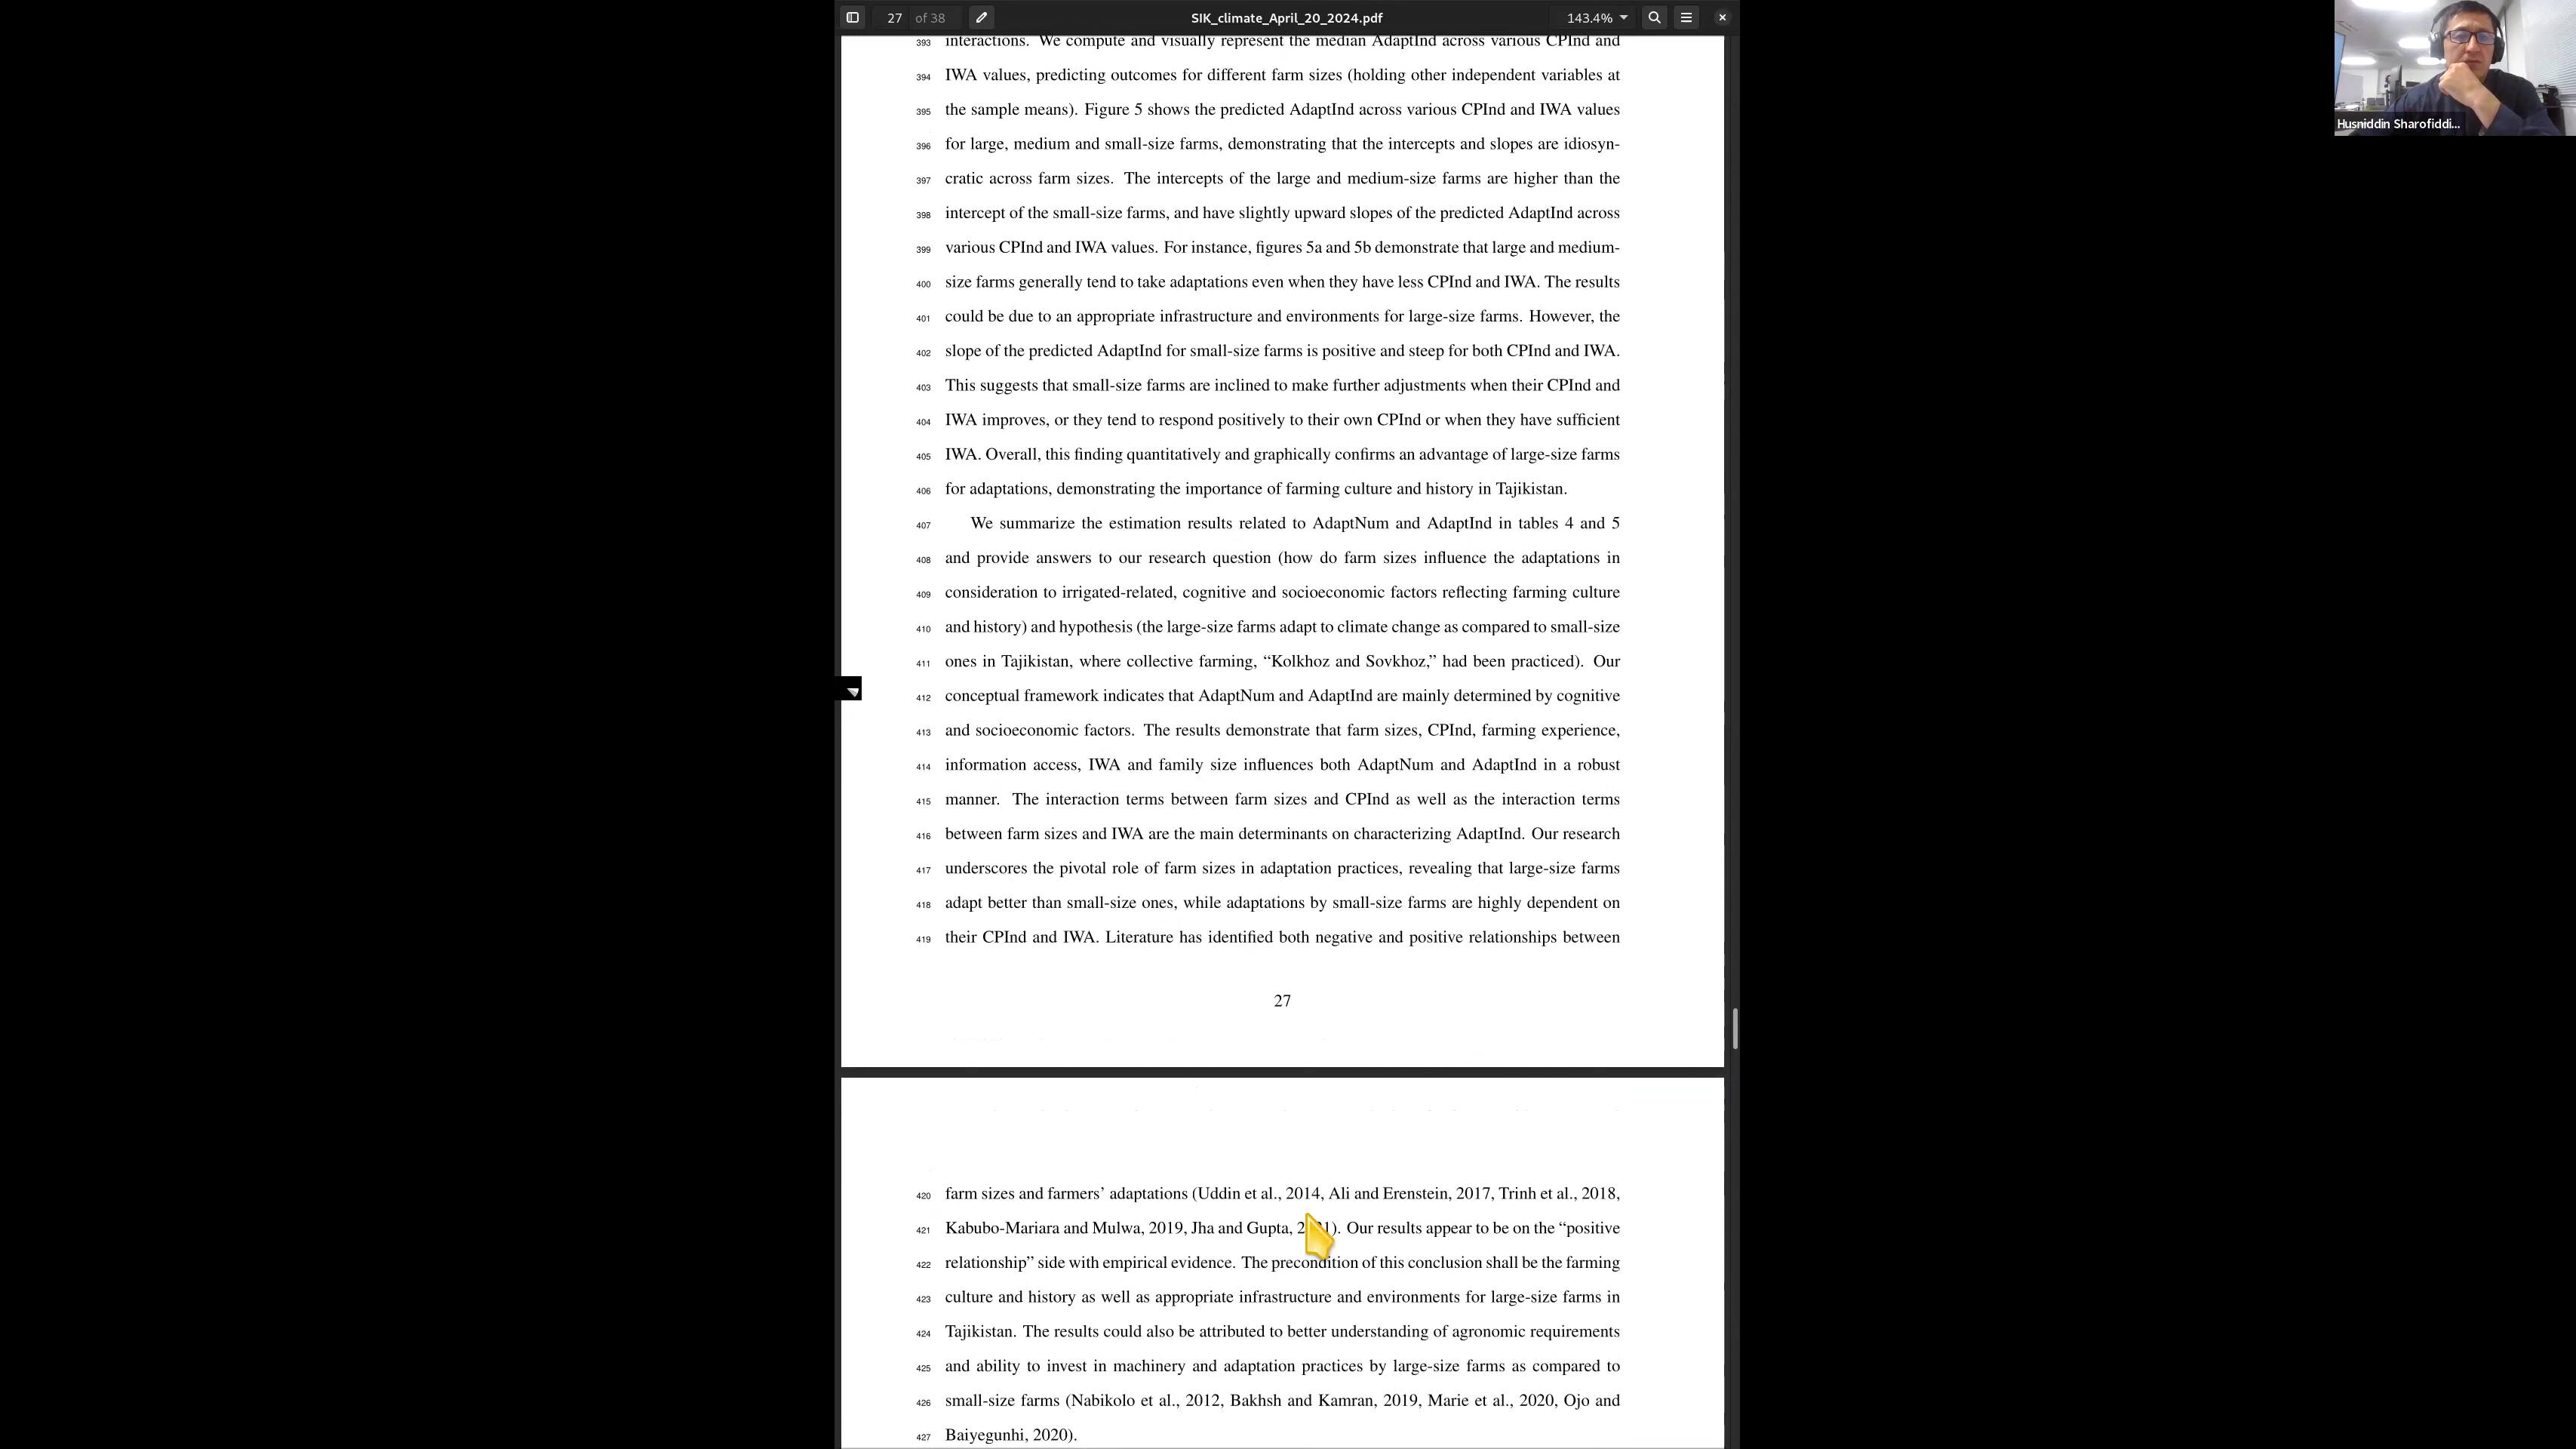 27 of 38
SIK_climate_April_20_2024.pdf
143.4%
Husniddin Sharofiddi...
393 interactions. We compute and visually represent the median AdaptInd across various CPInd and
394 IWA values, predicting outcomes for different farm sizes (holding other independent variables at
395 the sample means). Figure 5 shows the predicted AdaptInd across various CPInd and IWA values
396 for large, medium and small-size farms, demonstrating that the intercepts and slopes are idiosyn-
397 cratic across farm sizes. The intercepts of the large and medium-size farms are higher than the
398 intercept of the small-size farms, and have slightly upward slopes of the predicted AdaptInd across
399 various CPInd and IWA values. For instance, figures 5a and 5b demonstrate that large and medium-
400 size farms generally tend to take adaptations even when they have less CPInd and IWA. The results
401 could be due to an appropriate infrastructure and environments for large-size farms. However, the
402 slope of the predicted AdaptInd for small-size farms is positive and steep for both CPInd and IWA.
403 This suggests that small-size farms are inclined to make further adjustments when their CPInd and
404 IWA improves, or they tend to respond positively to their own CPInd or when they have sufficient
405 IWA. Overall, this finding quantitatively and graphically confirms an advantage of large-size farms
406 for adaptations, demonstrating the importance of farming culture and history in Tajikistan.
407 We summarize the estimation results related to AdaptNum and AdaptInd in tables 4 and 5
408 and provide answers to our research question (how do farm sizes influence the adaptations in
409 consideration to irrigated-related, cognitive and socioeconomic factors reflecting farming culture
410 and history) and hypothesis (the large-size farms adapt to climate change as compared to small-size
411 ones in Tajikistan, where collective farming, “Kolkhoz and Sovkhoz,” had been practiced). Our
412 conceptual framework indicates that AdaptNum and AdaptInd are mainly determined by cognitive
413 and socioeconomic factors. The results demonstrate that farm sizes, CPInd, farming experience,
414 information access, IWA and family size influences both AdaptNum and AdaptInd in a robust
415 manner. The interaction terms between farm sizes and CPInd as well as the interaction terms
416 between farm sizes and IWA are the main determinants on characterizing AdaptInd. Our research
417 underscores the pivotal role of farm sizes in adaptation practices, revealing that large-size farms
418 adapt better than small-size ones, while adaptations by small-size farms are highly dependent on
419 their CPInd and IWA. Literature has identified both negative and positive relationships between
27
420 farm sizes and farmers’ adaptations (Uddin et al., 2014, Ali and Erenstein, 2017, Trinh et al., 2018,
421 Kabubo-Mariara and Mulwa, 2019, Jha and Gupta, Our results appear to be on the “positive
422 relationship” side with empirical evidence. The precondition of this conclusion shall be the farming
423 culture and history as well as appropriate infrastructure and environments for large-size farms in
424 Tajikistan. The results could also be attributed to better understanding of agronomic requirements
425 and ability to invest in machinery and adaptation practices by large-size farms as compared to
426 small-size farms (Nabikolo et al., 2012, Bakhsh and Kamran, 2019, Marie et al., 2020, Ojo and
427 Baiyegunhi, 2020).